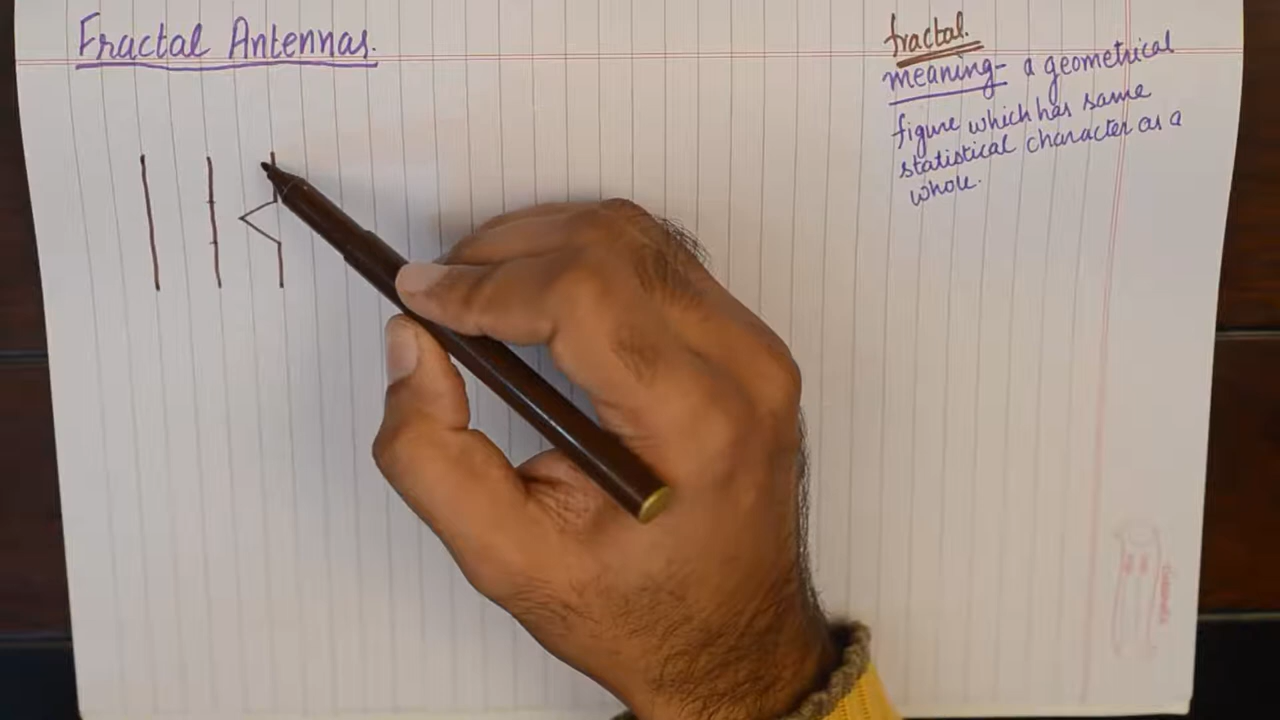 Fractal Antennas.
fractal.
meaning- a geometrical
figure which has same
statistical character as a
whole.